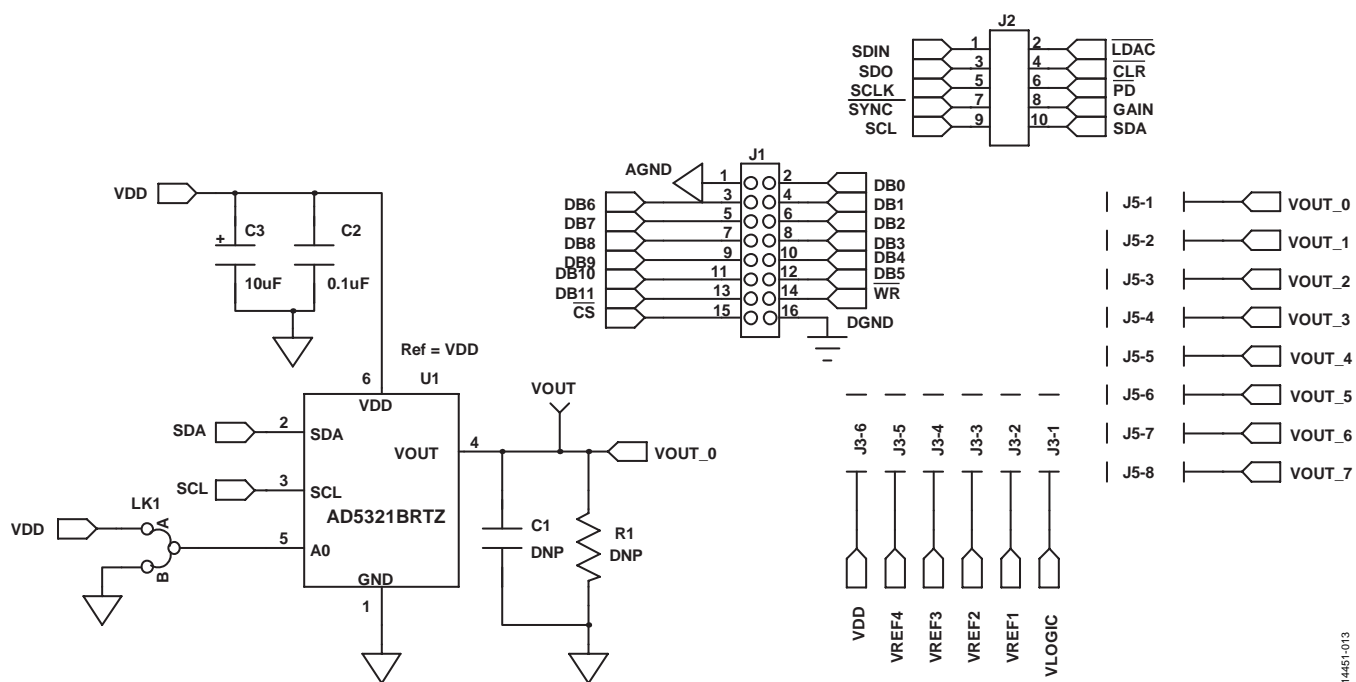 J2
SDIN 1 2 LDAC
SDO 3 4 CLR
SCLK 5 6 PD
SYNC 7 8 GAIN
SCL 9 10 SDA
J1
AGND 1 2 DB0
DB6 3 4 DB1
DB7 5 6 DB2
DB8 7 8 DB3
DB9 9 10 DB4
DB10 11 12 DB5
DB11 13 14 WR
CS 15 16 DGND
VDD
+ C3 C2
10uF 0.1uF
Ref = VDD
6 U1
VDD
SDA 2 SDA
VOUT 4
VOUT
VOUT_0
SCL 3 SCL
AD5321BRTZ
LK1
VDD A
B
5 A0
GND
1
C1
DNP
R1
DNP
J5-1 VOUT_0
J5-2 VOUT_1
J5-3 VOUT_2
J5-4 VOUT_3
J5-5 VOUT_4
J5-6 VOUT_5
J5-7 VOUT_6
J5-8 VOUT_7
J3-6 J3-5 J3-4 J3-3 J3-2 J3-1
VDD VREF4 VREF3 VREF2 VREF1 VLOGIC
14451-013